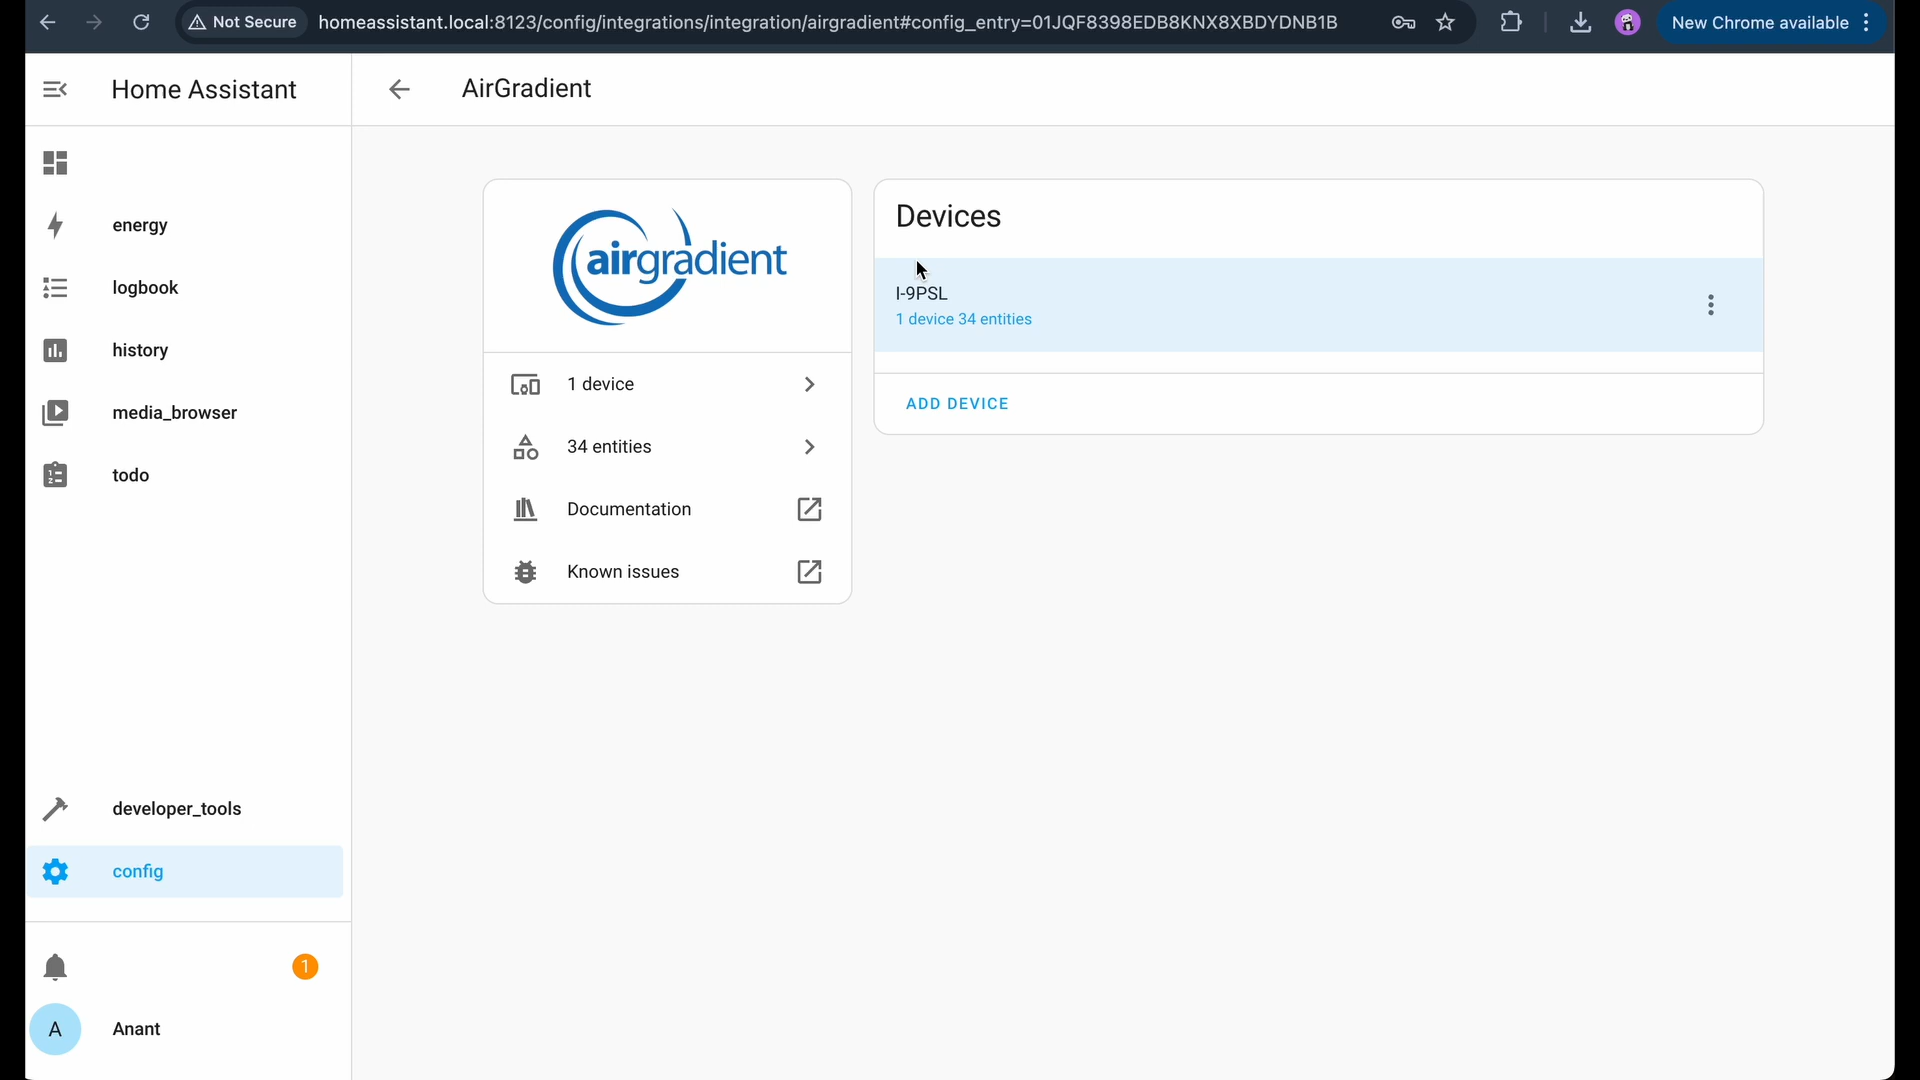 Not Secure
homeassistant.local:8123/config/integrations/integration/airgradient#config_entry=01JQF8398EDB8KNX8XBDYDNB1B
New Chrome available
Home Assistant
AirGradient
energy
logbook
history
media_browser
todo
developer_tools
config
1
A
Anant
airgradient
1 device
34 entities
Documentation
Known issues
Devices
I-9PSL
1 device 34 entities
ADD DEVICE